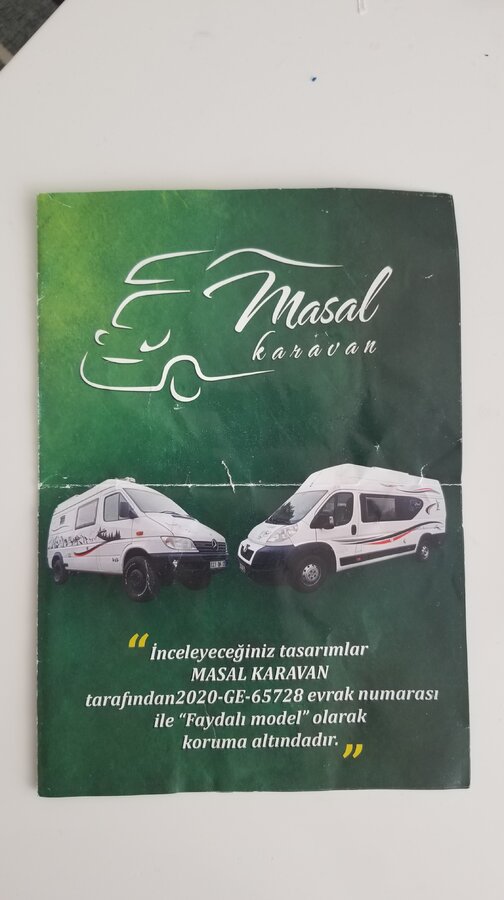 Masal
karavan
“
İnceleyeceğiniz tasarımlar
MASAL KARAVAN
tarafından2020-GE-65728 evrak numarası
ile “Faydalı model” olarak
koruma altındadır.
”